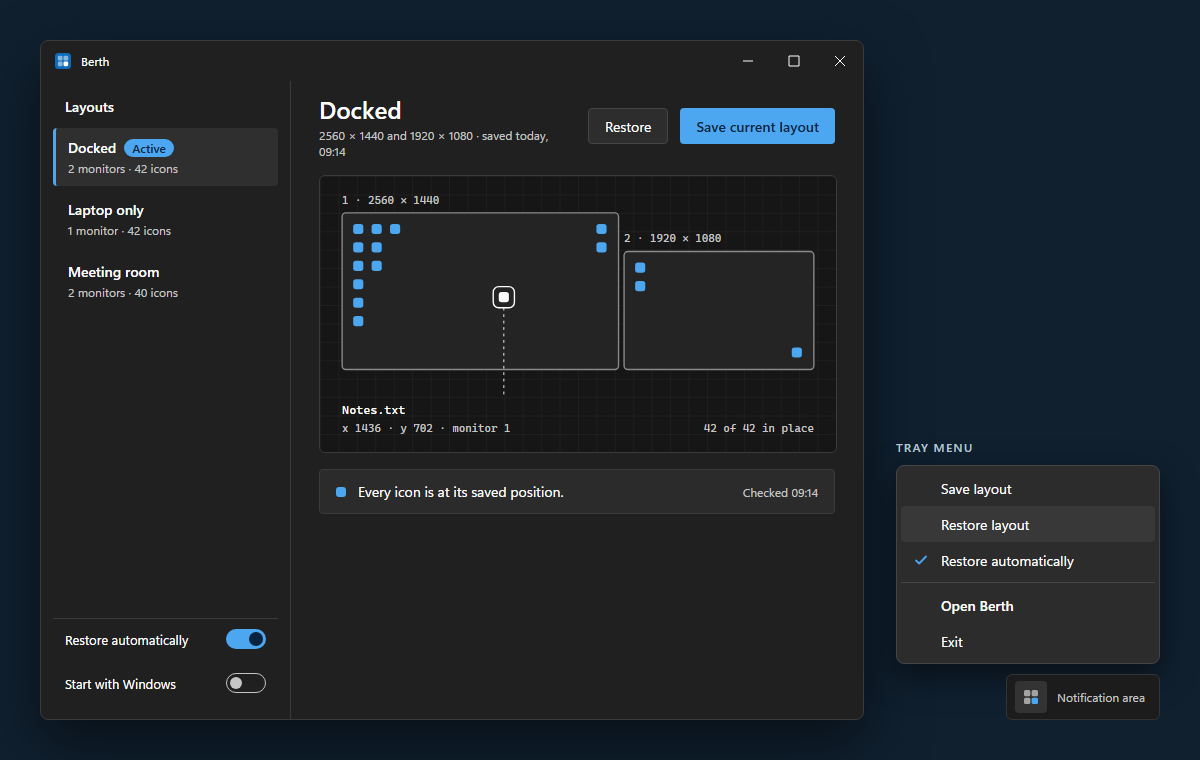 Berth
Layouts
Docked Active
2 monitors · 42 icons
Laptop only
1 monitor · 42 icons
Meeting room
2 monitors · 40 icons
Restore automatically
Start with Windows
Docked
2560 × 1440 and 1920 × 1080 · saved today,
09:14
Restore
Save current layout
1 · 2560 × 1440
2 · 1920 × 1080
Notes.txt
x 1436 · y 702 · monitor 1
42 of 42 in place
Every icon is at its saved position.
Checked 09:14
TRAY MENU
Save layout
Restore layout
Restore automatically
Open Berth
Exit
Notification area